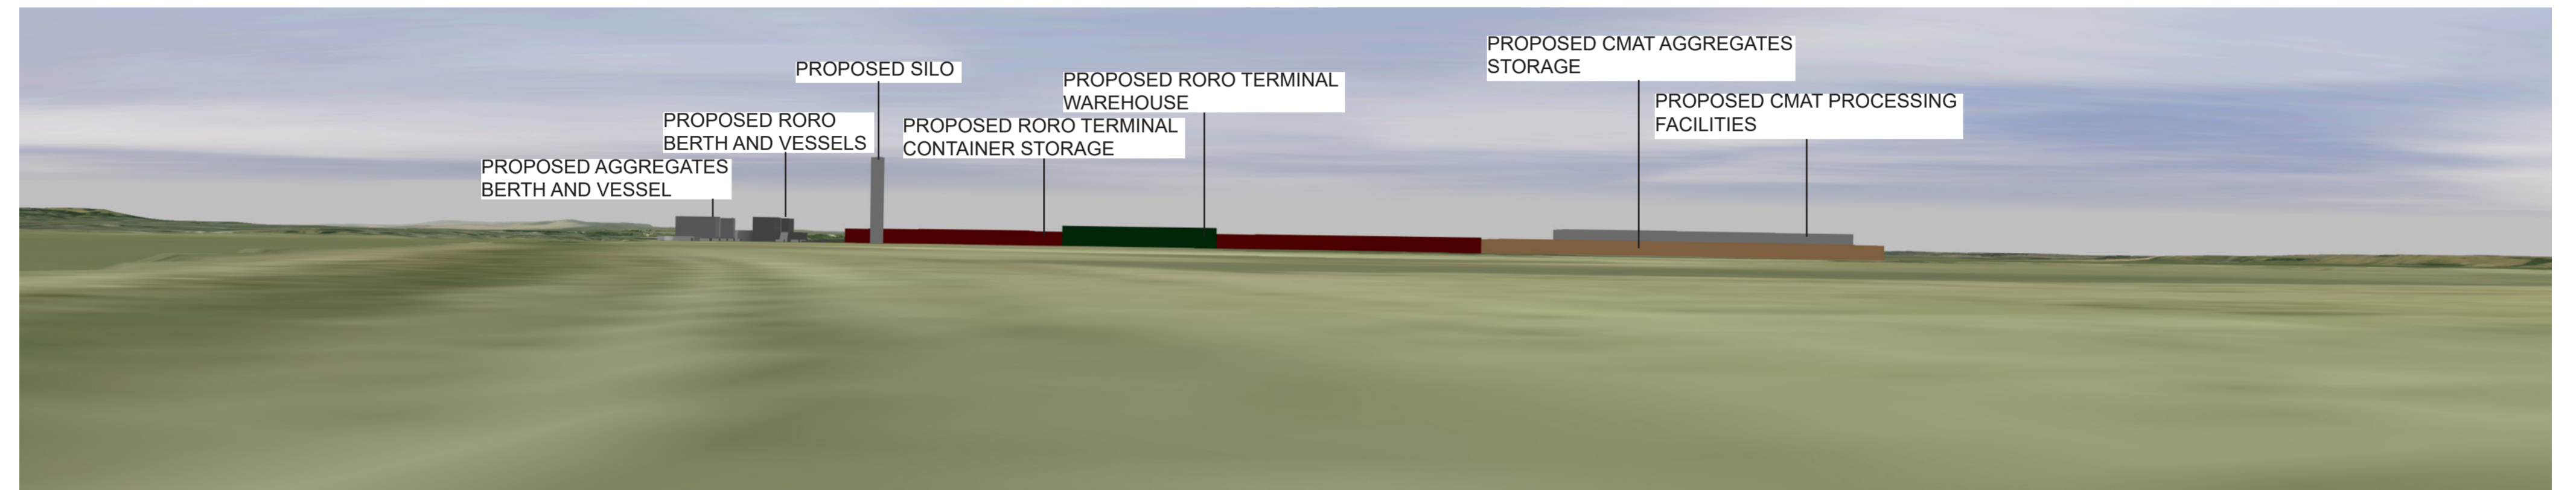 PROPOSED AGGREGATES
BERTH AND VESSEL
PROPOSED RORO
BERTH AND VESSELS
PROPOSED SILO
PROPOSED RORO TERMINAL
CONTAINER STORAGE
PROPOSED RORO TERMINAL
WAREHOUSE
PROPOSED CMAT AGGREGATES
STORAGE
PROPOSED CMAT PROCESSING
FACILITIES